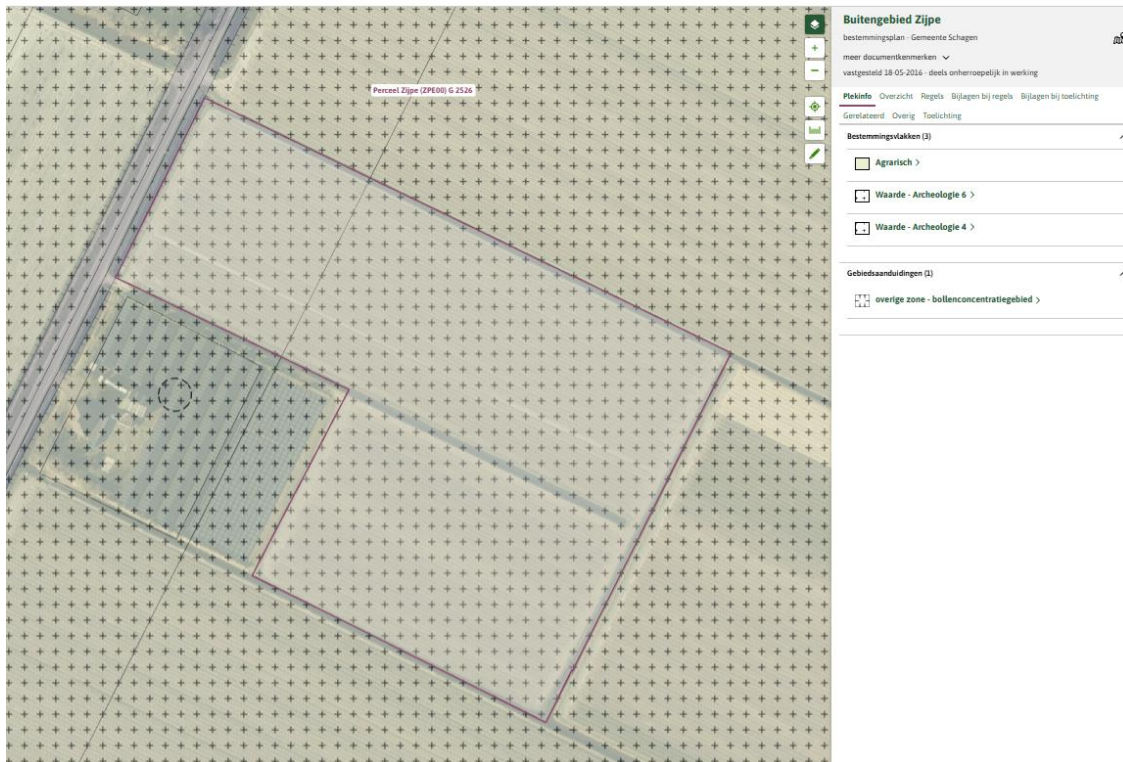 Perceel Zijpe (ZPE00) G 2526
Buitengebied Zijpe
bestemmingsplan - Gemeente Schagen
meer documentkenmerken
vastgesteld 18-05-2016 - deels onherroepelijk in werking
Plekinfo Overzicht Regels Bijlagen bij regels Bijlagen bij toelichting
Gerelateerd Overig Toelichting
Bestemmingsvlakken (3)
Agrarisch >
Waarde - Archeologie 6 >
Waarde - Archeologie 4 >
Gebiedsaanduidingen (1)
overige zone - bollenconcentratiegebied >